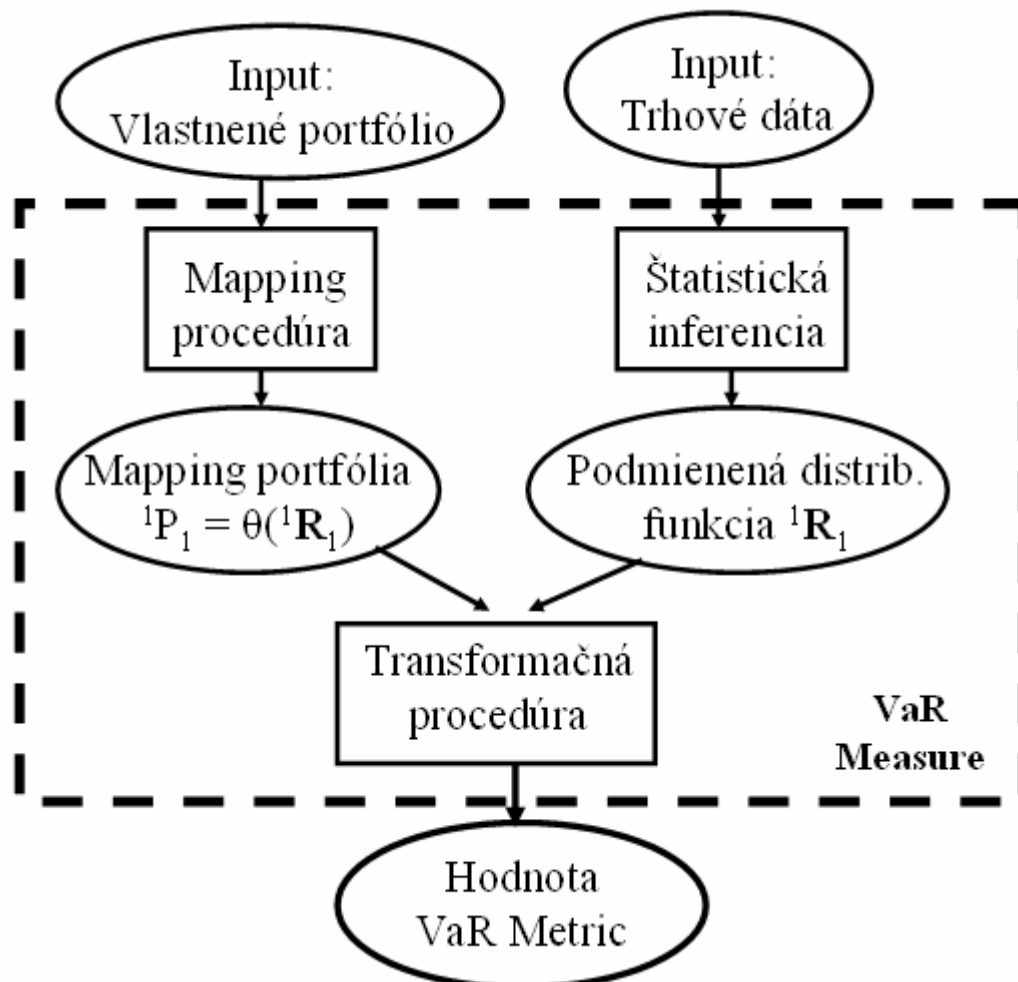 Input:
Vlastnené portfólio
Input:
Trhové dáta
Mapping
procedúra
Štatistická
inferencia
Mapping portfólia
¹P₁ = θ(¹R₁)
Podmienená distrib.
funkcia ¹R₁
Transformačná
procedúra
VaR
Measure
Hodnota
VaR Metric